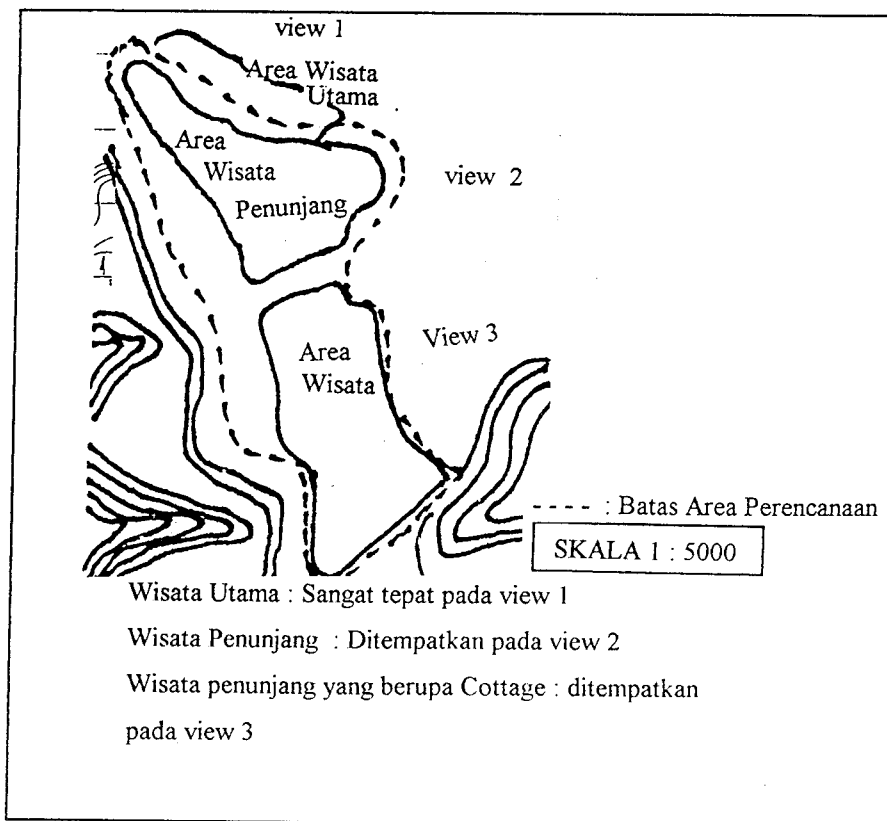 view 1
Area Wisata
Utama
Area
Wisata
Penunjang
view 2
View 3
Area
Wisata
---- : Batas Area Perencanaan
SKALA 1 : 5000
Wisata Utama : Sangat tepat pada view 1
Wisata Penunjang : Ditempatkan pada view 2
Wisata penunjang yang berupa Cottage : ditempatkan
pada view 3